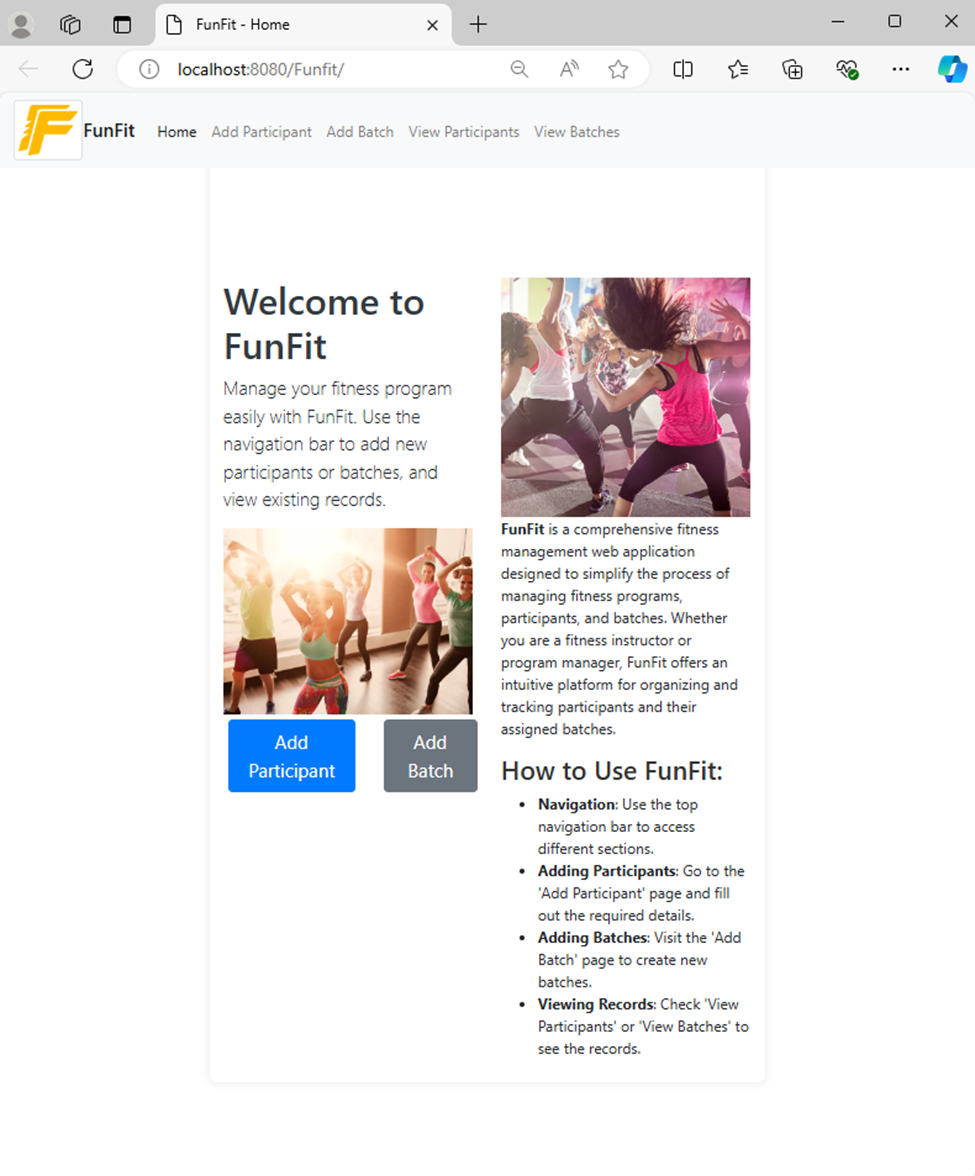 FunFit - Home
localhost:8080/Funfit/
FunFit Home Add Participant Add Batch View Participants View Batches
Welcome to
FunFit
Manage your fitness program
easily with FunFit. Use the
navigation bar to add new
participants or batches, and
view existing records.
Add
Participant
Add
Batch
FunFit is a comprehensive fitness
management web application
designed to simplify the process of
managing fitness programs,
participants, and batches. Whether
you are a fitness instructor or
program manager, FunFit offers an
intuitive platform for organizing and
tracking participants and their
assigned batches.
How to Use FunFit:
• Navigation: Use the top
navigation bar to access
different sections.
• Adding Participants: Go to the
'Add Participant' page and fill
out the required details.
• Adding Batches: Visit the 'Add
Batch' page to create new
batches.
• Viewing Records: Check 'View
Participants' or 'View Batches' to
see the records.